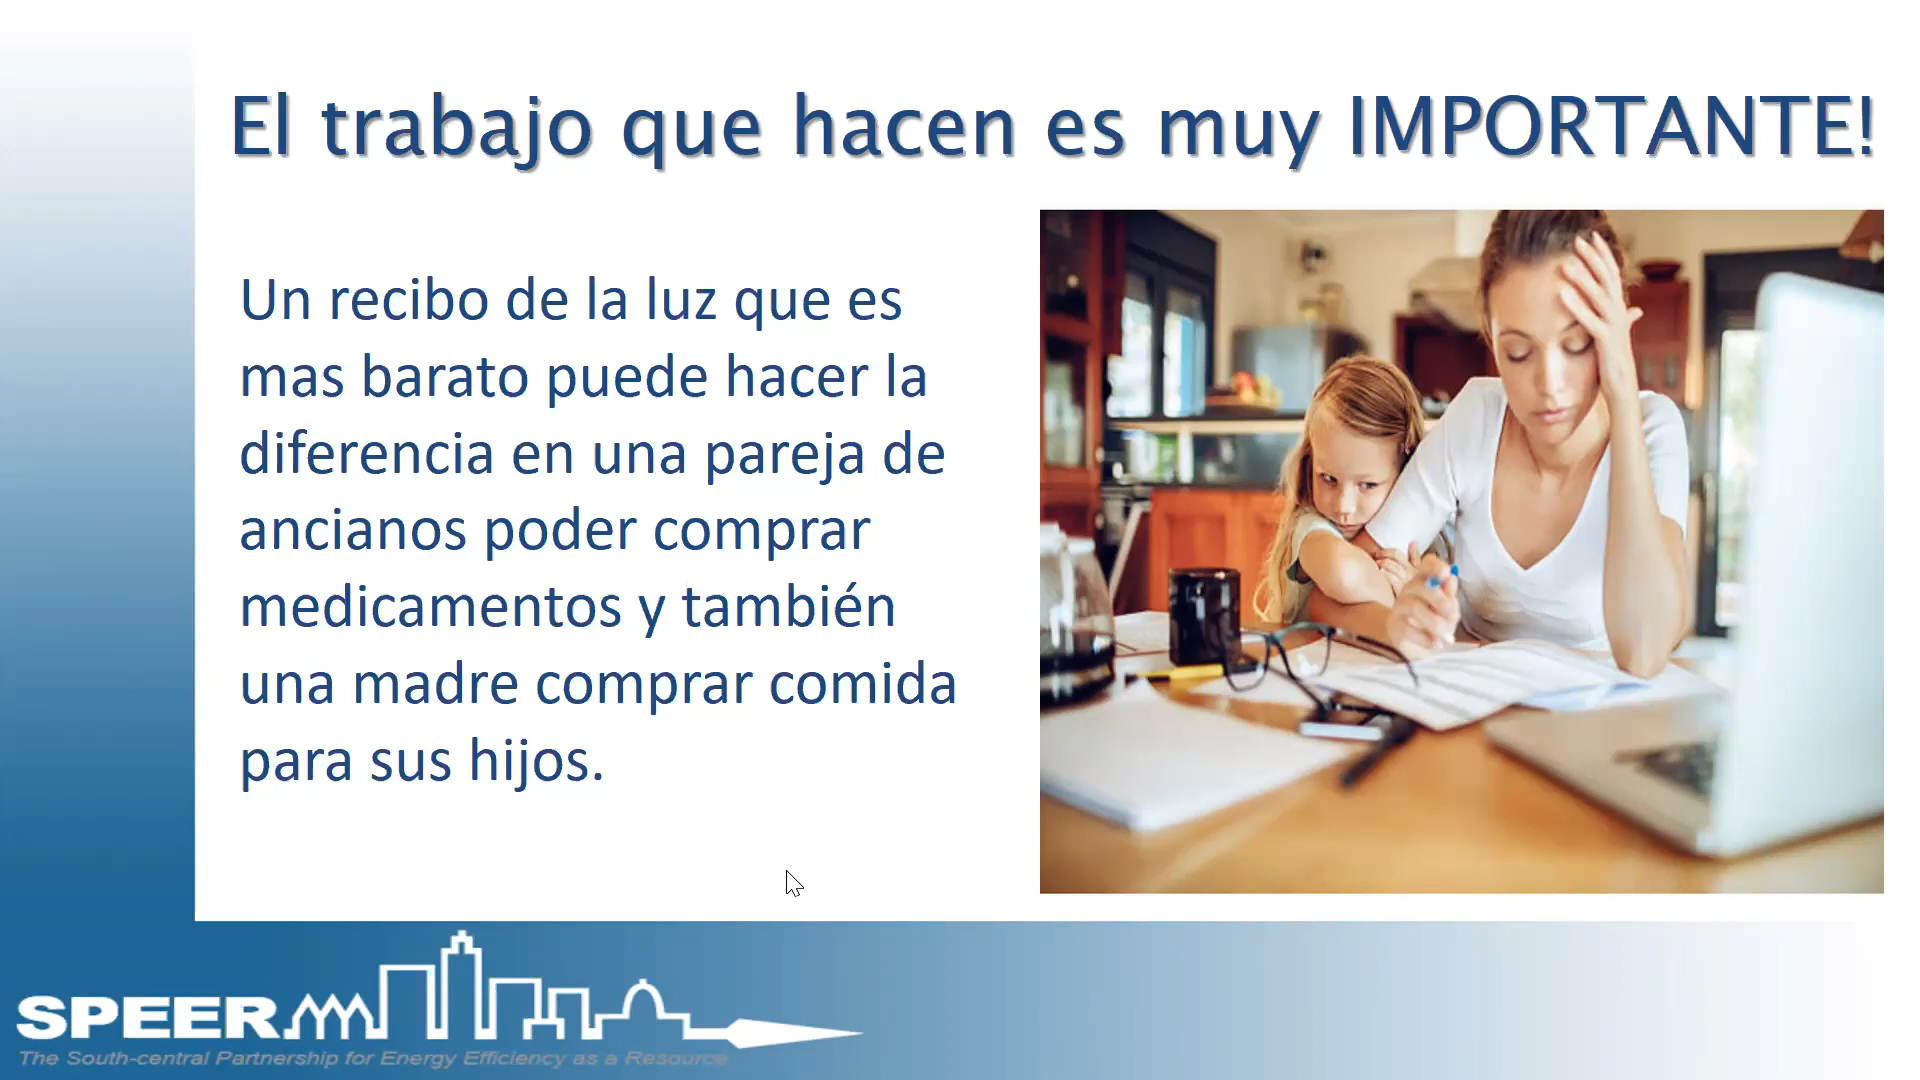 El trabajo que hacen es muy IMPORTANTE!
Un recibo de la luz que es
mas barato puede hacer la
diferencia en una pareja de
ancianos poder comprar
medicamentos y también
una madre comprar comida
para sus hijos.
SPEER
The South-central Partnership for Energy Efficiency as a Resource